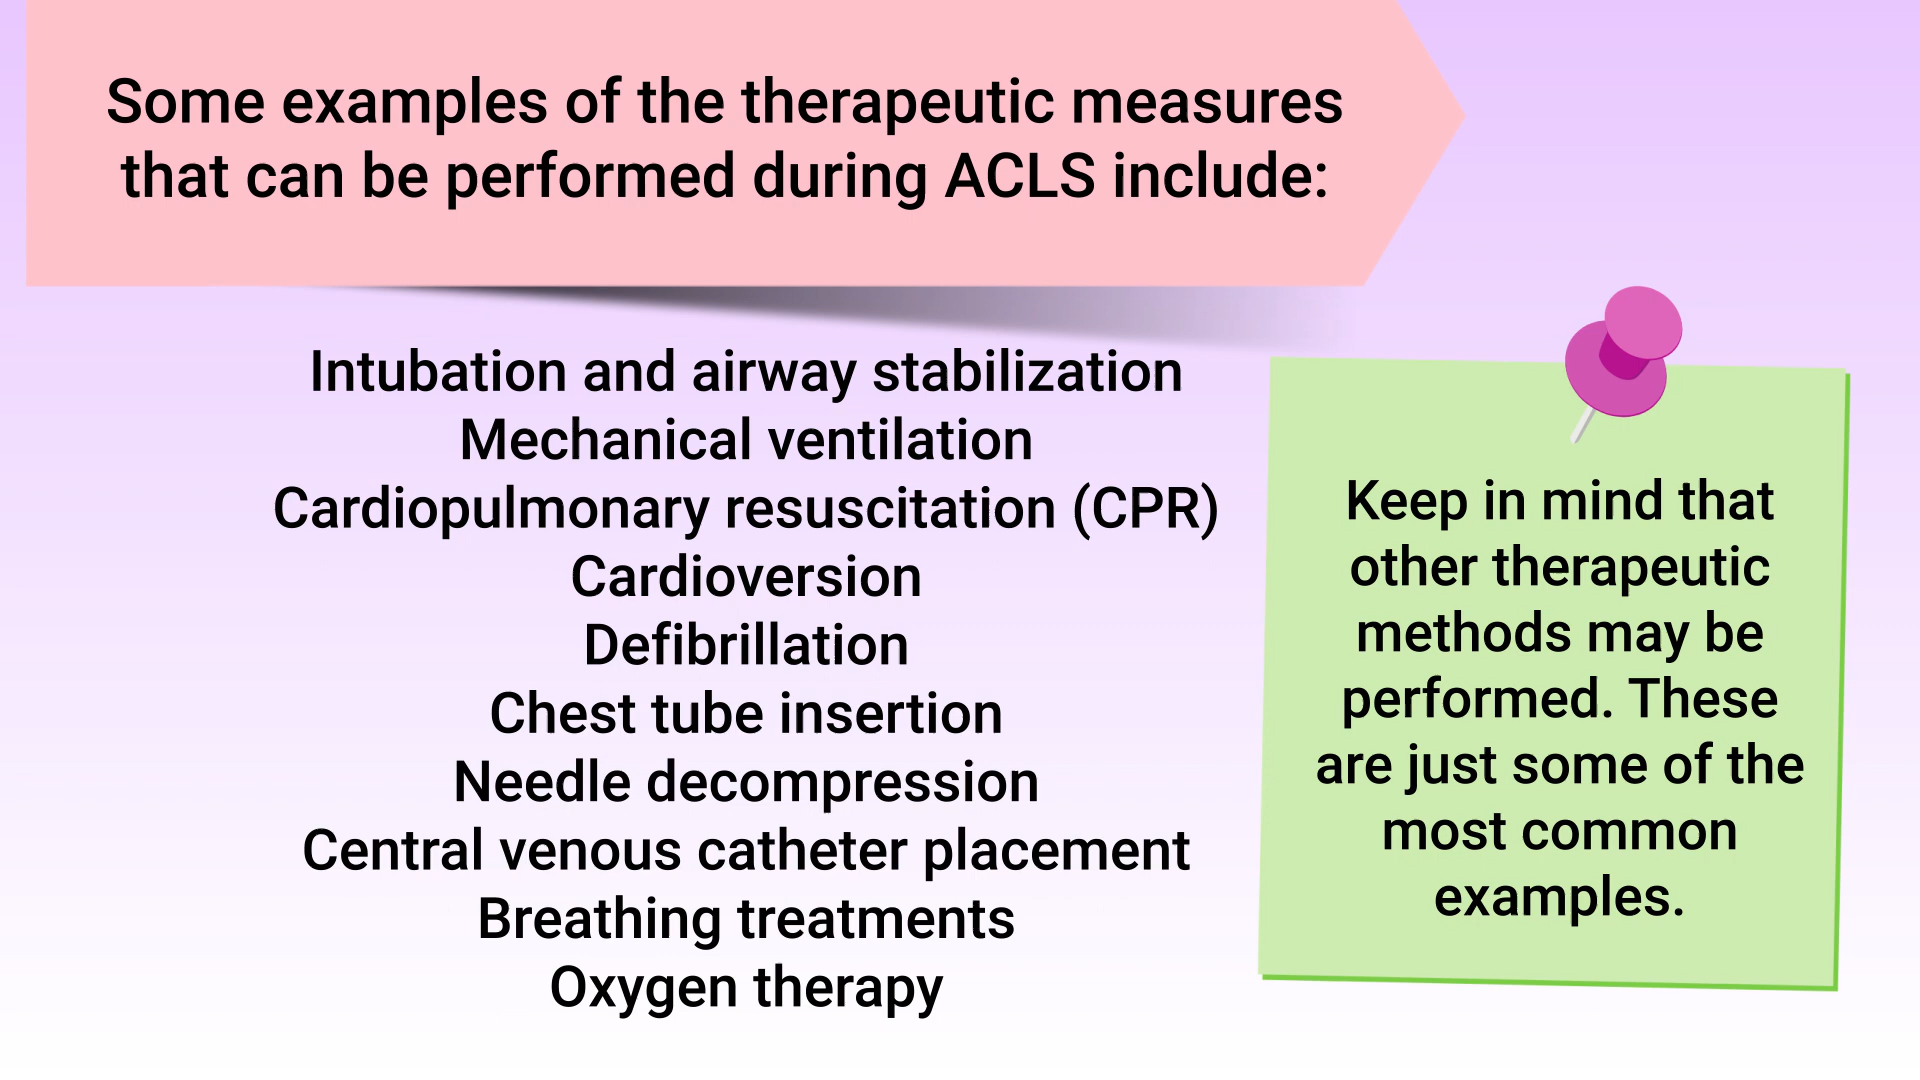 Some examples of the therapeutic measures
that can be performed during ACLS include:
Intubation and airway stabilization
Mechanical ventilation
Cardiopulmonary resuscitation (CPR)
Cardioversion
Defibrillation
Chest tube insertion
Needle decompression
Central venous catheter placement
Breathing treatments
Oxygen therapy
Keep in mind that
other therapeutic
methods may be
performed. These
are just some of the
most common
examples.